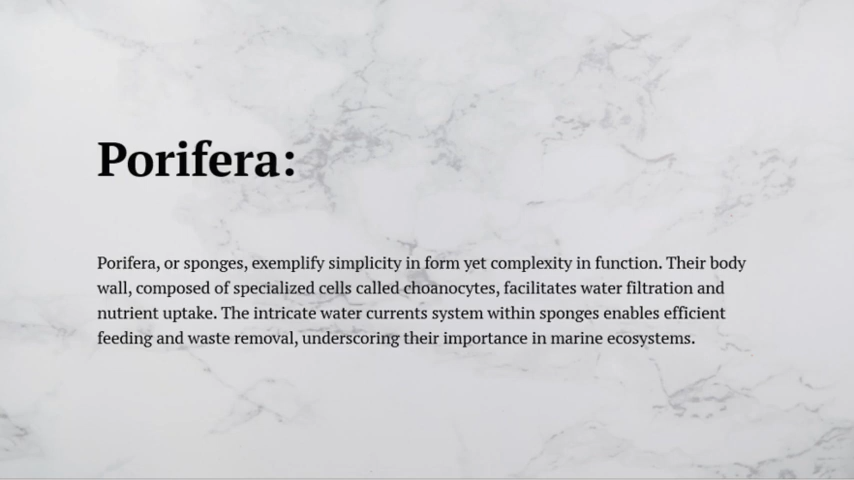 Porifera:
Porifera, or sponges, exemplify simplicity in form yet complexity in function. Their body
wall, composed of specialized cells called choanocytes, facilitates water filtration and
nutrient uptake. The intricate water currents system within sponges enables efficient
feeding and waste removal, underscoring their importance in marine ecosystems.